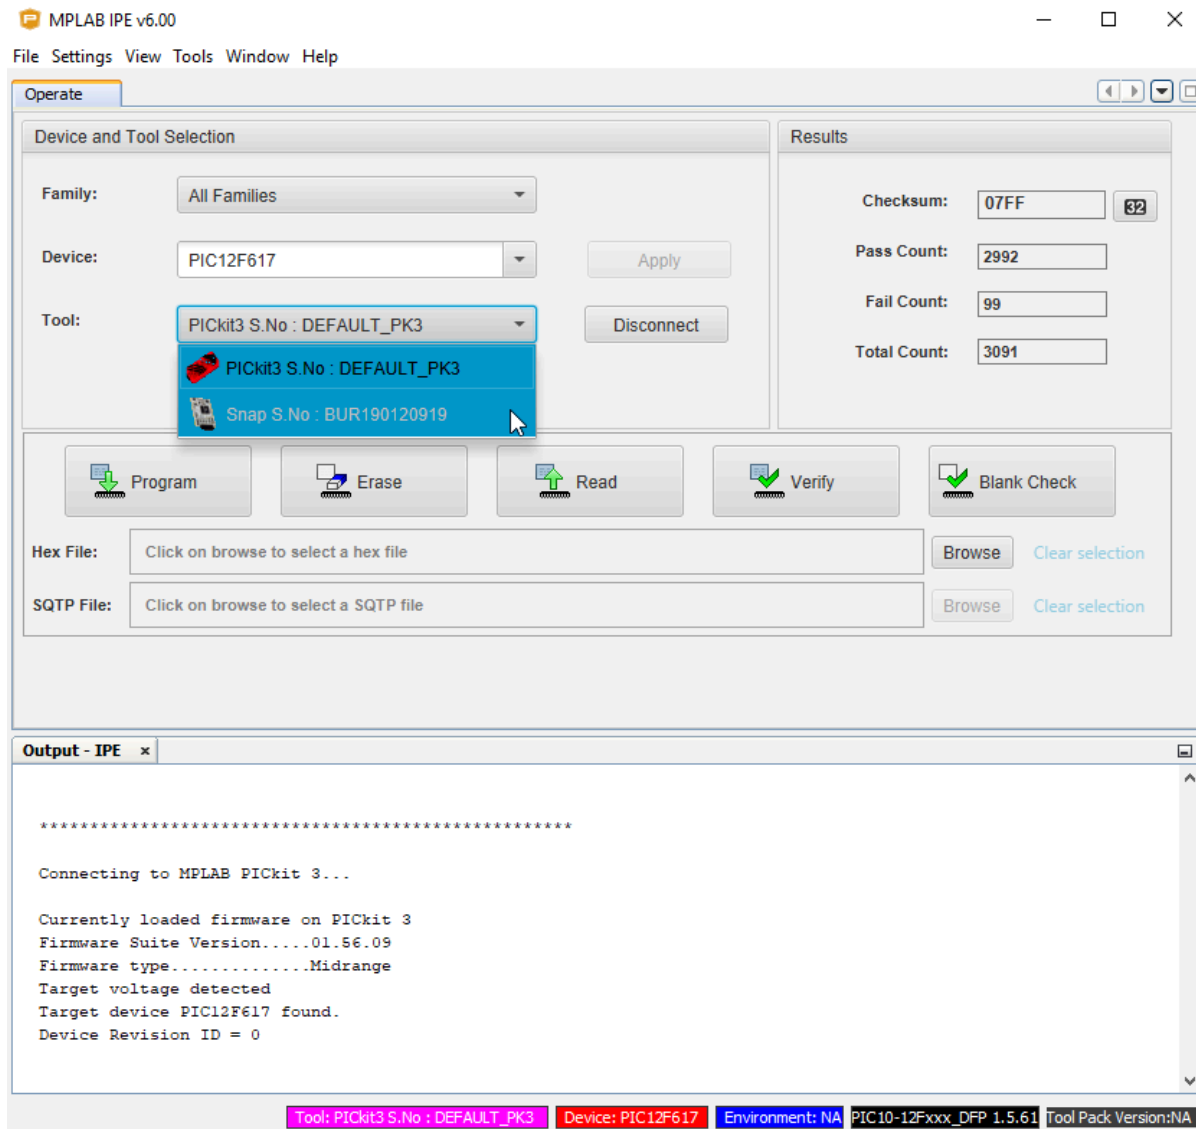 MPLAB IPE v6.00
File Settings View Tools Window Help
Operate
Device and Tool Selection
Family:
All Families
Device:
PIC12F617
Apply
Tool:
PICkit3 S.No : DEFAULT_PK3
Disconnect
PICkit3 S.No : DEFAULT_PK3
Snap S.No : BUR190120919
Results
Checksum:
07FF
32
Pass Count:
2992
Fail Count:
99
Total Count:
3091
Program
Erase
Read
Verify
Blank Check
Hex File:
Click on browse to select a hex file
Browse
Clear selection
SQTP File:
Click on browse to select a SQTP file
Browse
Clear selection
Output - IPE
*****************************************************
Connecting to MPLAB PICkit 3...
Currently loaded firmware on PICkit 3
Firmware Suite Version.....01.56.09
Firmware type..............Midrange
Target voltage detected
Target device PIC12F617 found.
Device Revision ID = 0
Tool: PICkit3 S.No : DEFAULT_PK3
Device: PIC12F617
Environment: NA
PIC10-12Fxxx_DFP 1.5.61
Tool Pack Version:NA